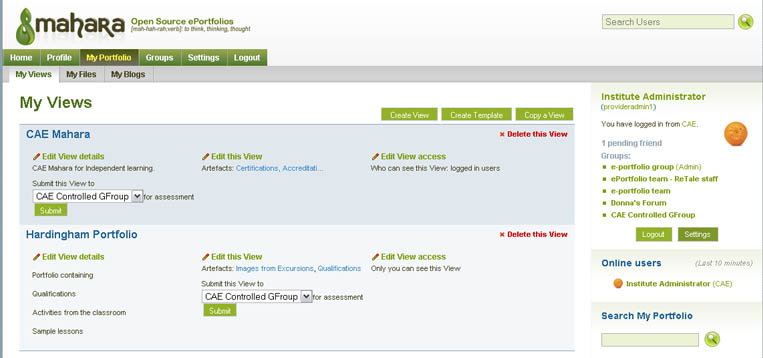 mahara
Open Source ePortfolios
[mah-hah-rah;verb]: to think, thinking, thought
Search Users
Home Profile My Portfolio Groups Settings Logout
My Views My Files My Blogs
My Views
Create View Create Template Copy a View
CAE Mahara
Delete this View
Edit View details
CAE Mahara for Independent learning.
Submit this View to
CAE Controlled GFroup for assessment
Submit
Edit this View
Artefacts: Certifications, Accreditati...
Edit View access
Who can see this View: logged in users
Hardingham Portfolio
Delete this View
Edit View details
Portfolio containing
Qualifications
Activities from the classroom
Sample lessons
Edit this View
Artefacts: Images from Excursions, Qualifications
Submit this View to
CAE Controlled GFroup for assessment
Submit
Edit View access
Only you can see this View
Institute Administrator
(provideradmin1)
You have logged in from CAE.
1 pending friend
Groups:
e-portfolio group (Admin)
ePortfolio team - ReTale staff
e-portfolio team
Donna's Forum
CAE Controlled GFroup
Logout Settings
Online users (Last 10 minutes)
Institute Administrator (CAE)
Search My Portfolio